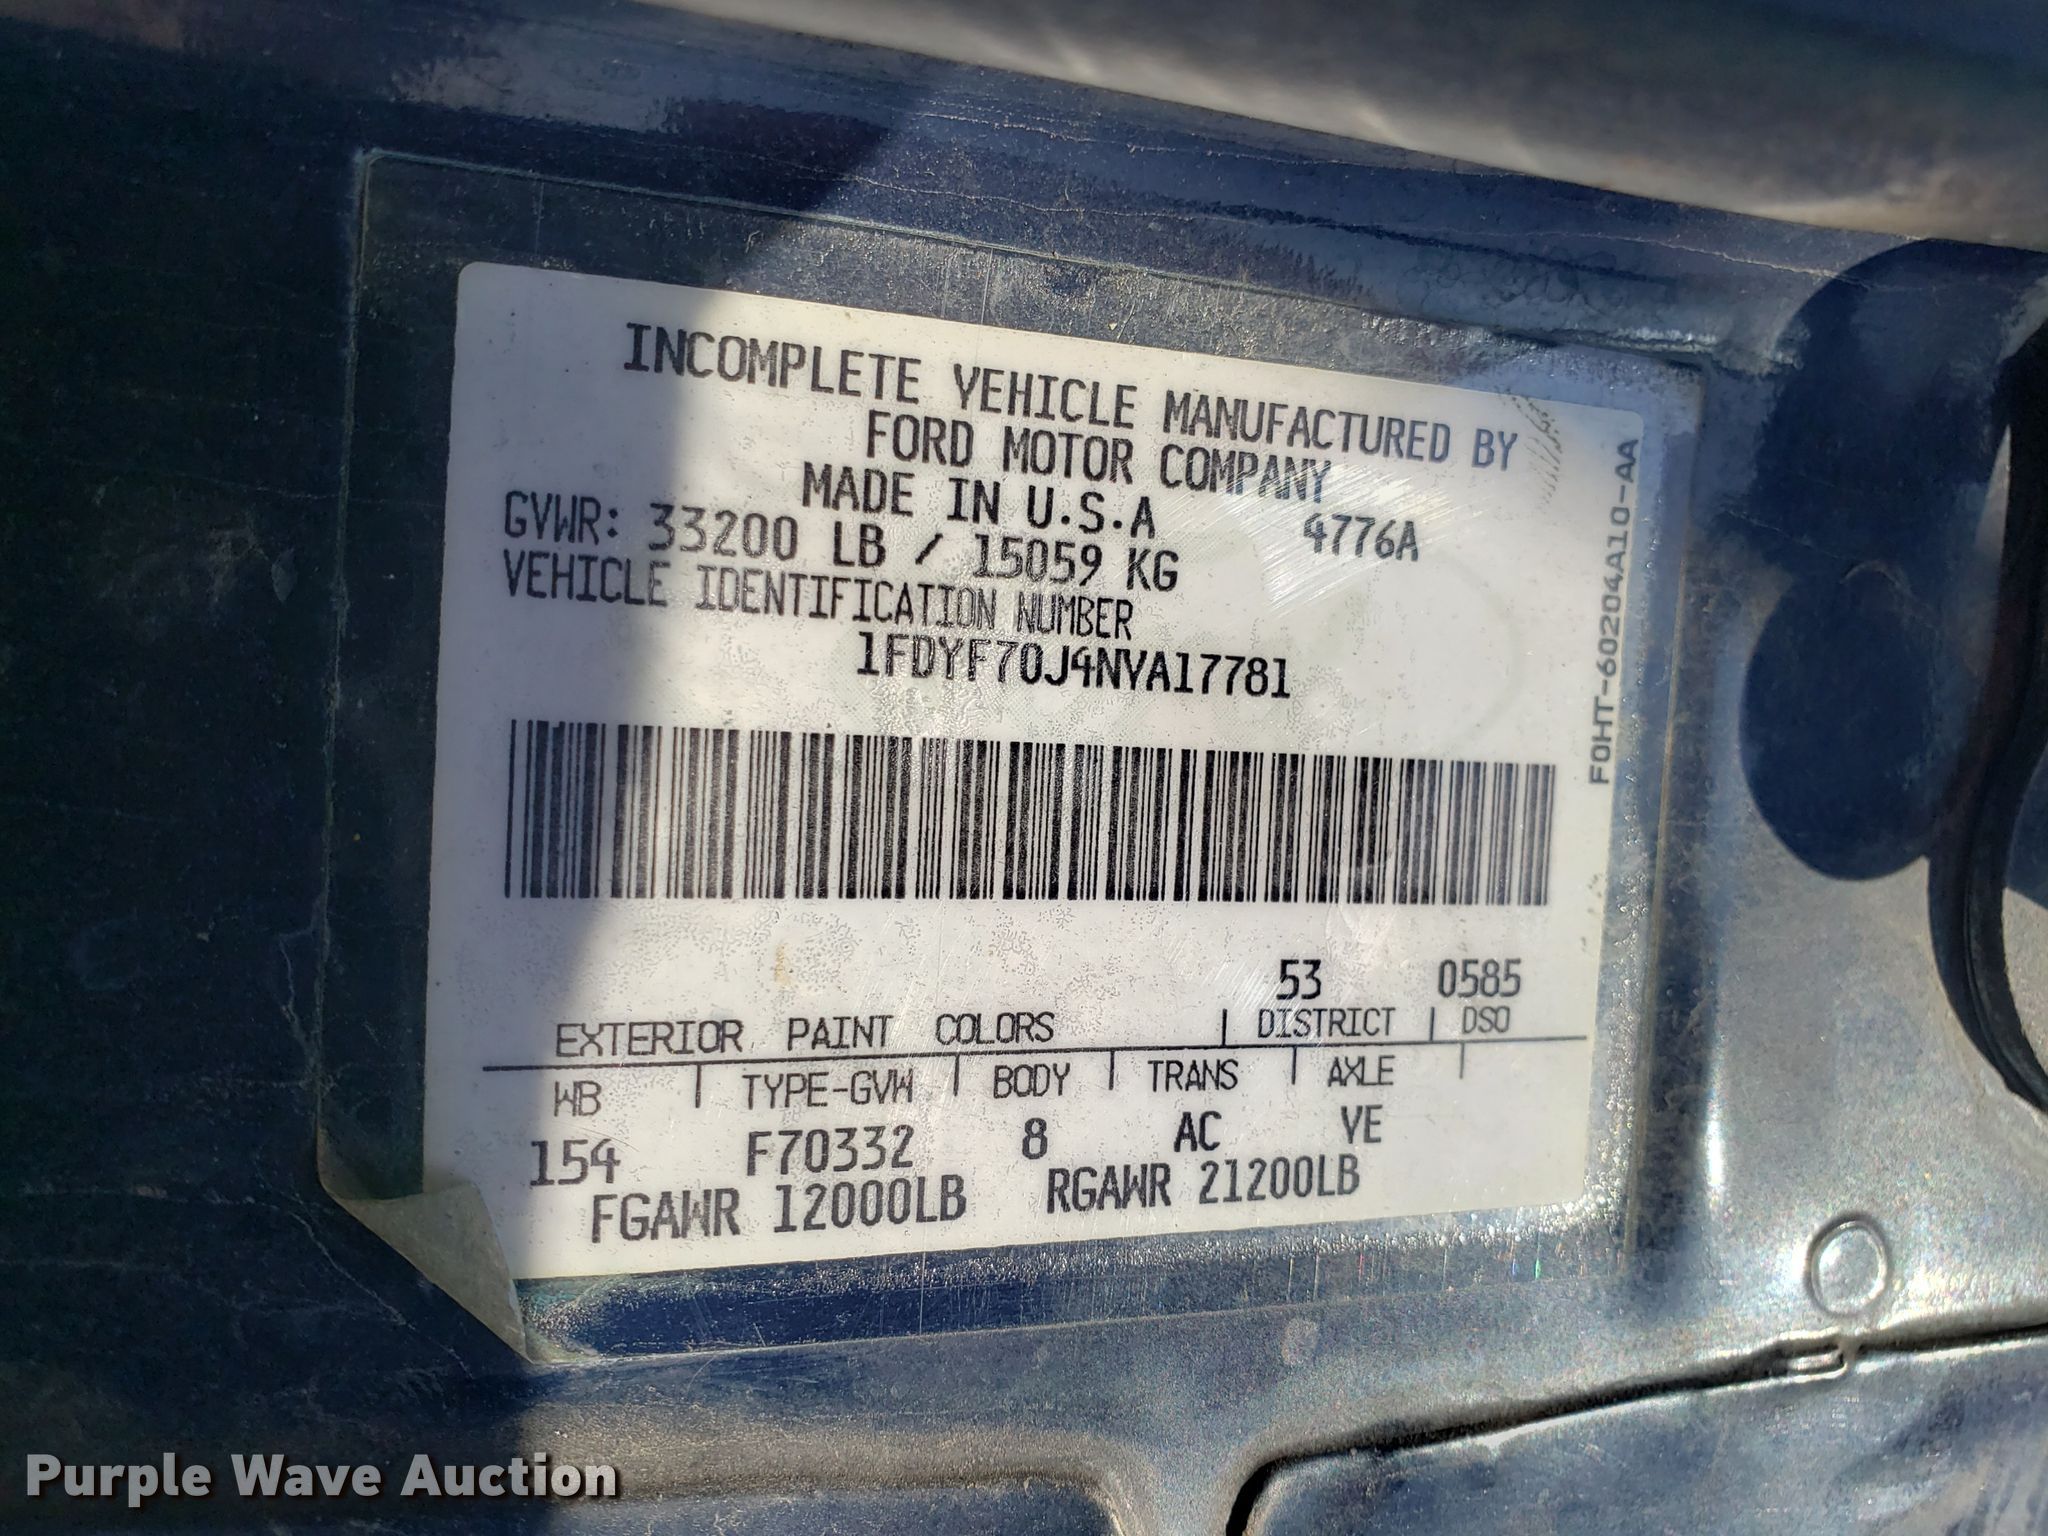 INCOMPLETE VEHICLE MANUFACTURED BY
FORD MOTOR COMPANY
MADE IN U.S.A 4776A
GVWR: 33200 LB / 15059 KG
VEHICLE IDENTIFICATION NUMBER
1FDYF70J4NVA17781
F0HT-60204A10-AA
53 0585
EXTERIOR PAINT COLORS | DISTRICT | DSO
WB | TYPE-GVW | BODY | TRANS | AXLE |
154 F70332 8 AC VE
FGAWR 12000LB RGAWR 21200LB
Purple Wave Auction